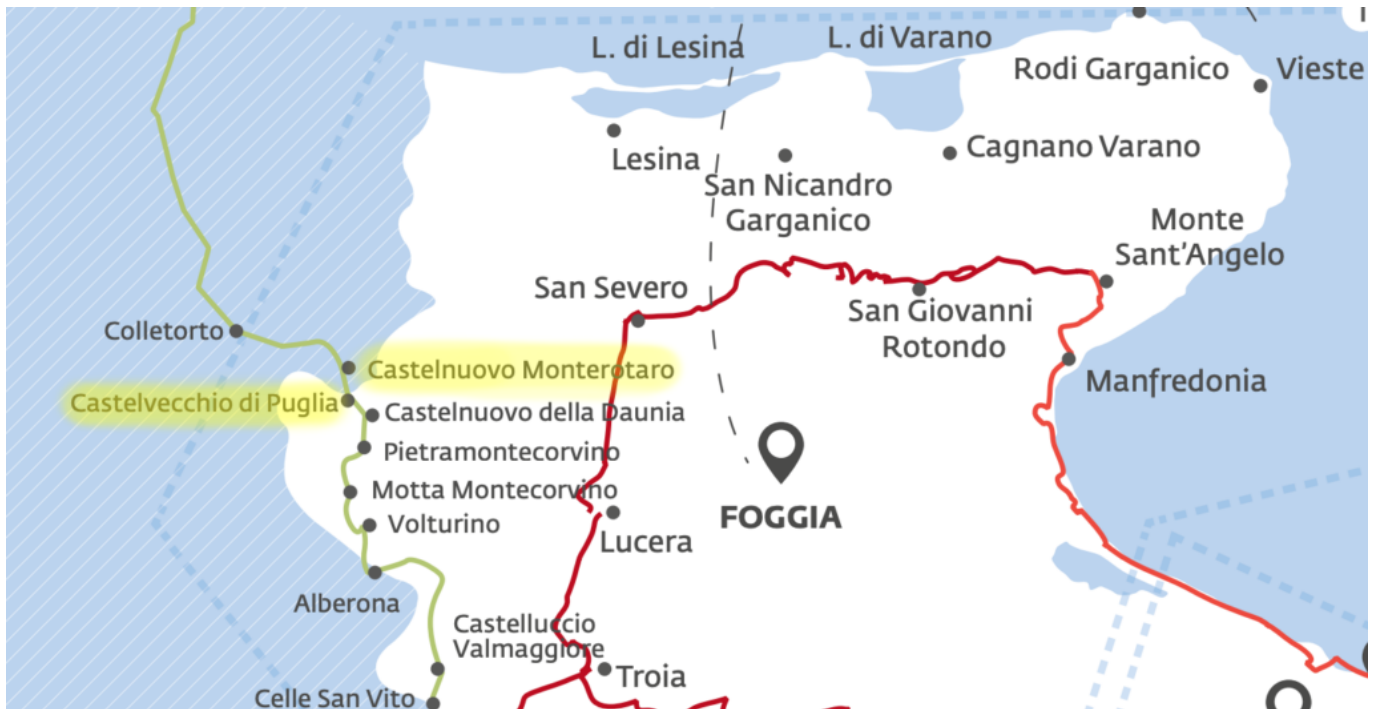 L. di Lesina
L. di Varano
Rodi Garganico
Vieste
Lesina
Cagnano Varano
San Nicandro
Garganico
Monte
Sant'Angelo
San Severo
San Giovanni
Rotondo
Colletorto
Castelnuovo Monterotaro
Manfredonia
Castelvecchio di Puglia
Castelnuovo della Daunia
Pietramontecorvino
Motta Montecorvino
Volturino
FOGGIA
Lucera
Alberona
Castelluccio
Valmaggiore
Troia
Celle San Vito